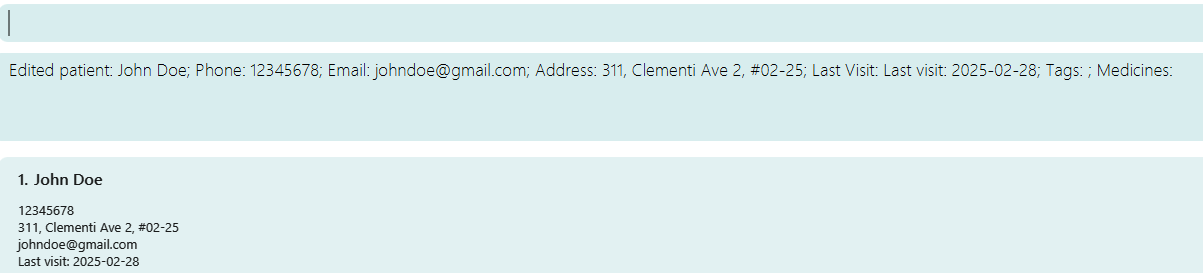 Edited patient: John Doe; Phone: 12345678; Email: johndoe@gmail.com; Address: 311, Clementi Ave 2, #02-25; Last Visit: Last visit: 2025-02-28; Tags: ; Medicines:
1. John Doe
12345678
311, Clementi Ave 2, #02-25
johndoe@gmail.com
Last visit: 2025-02-28